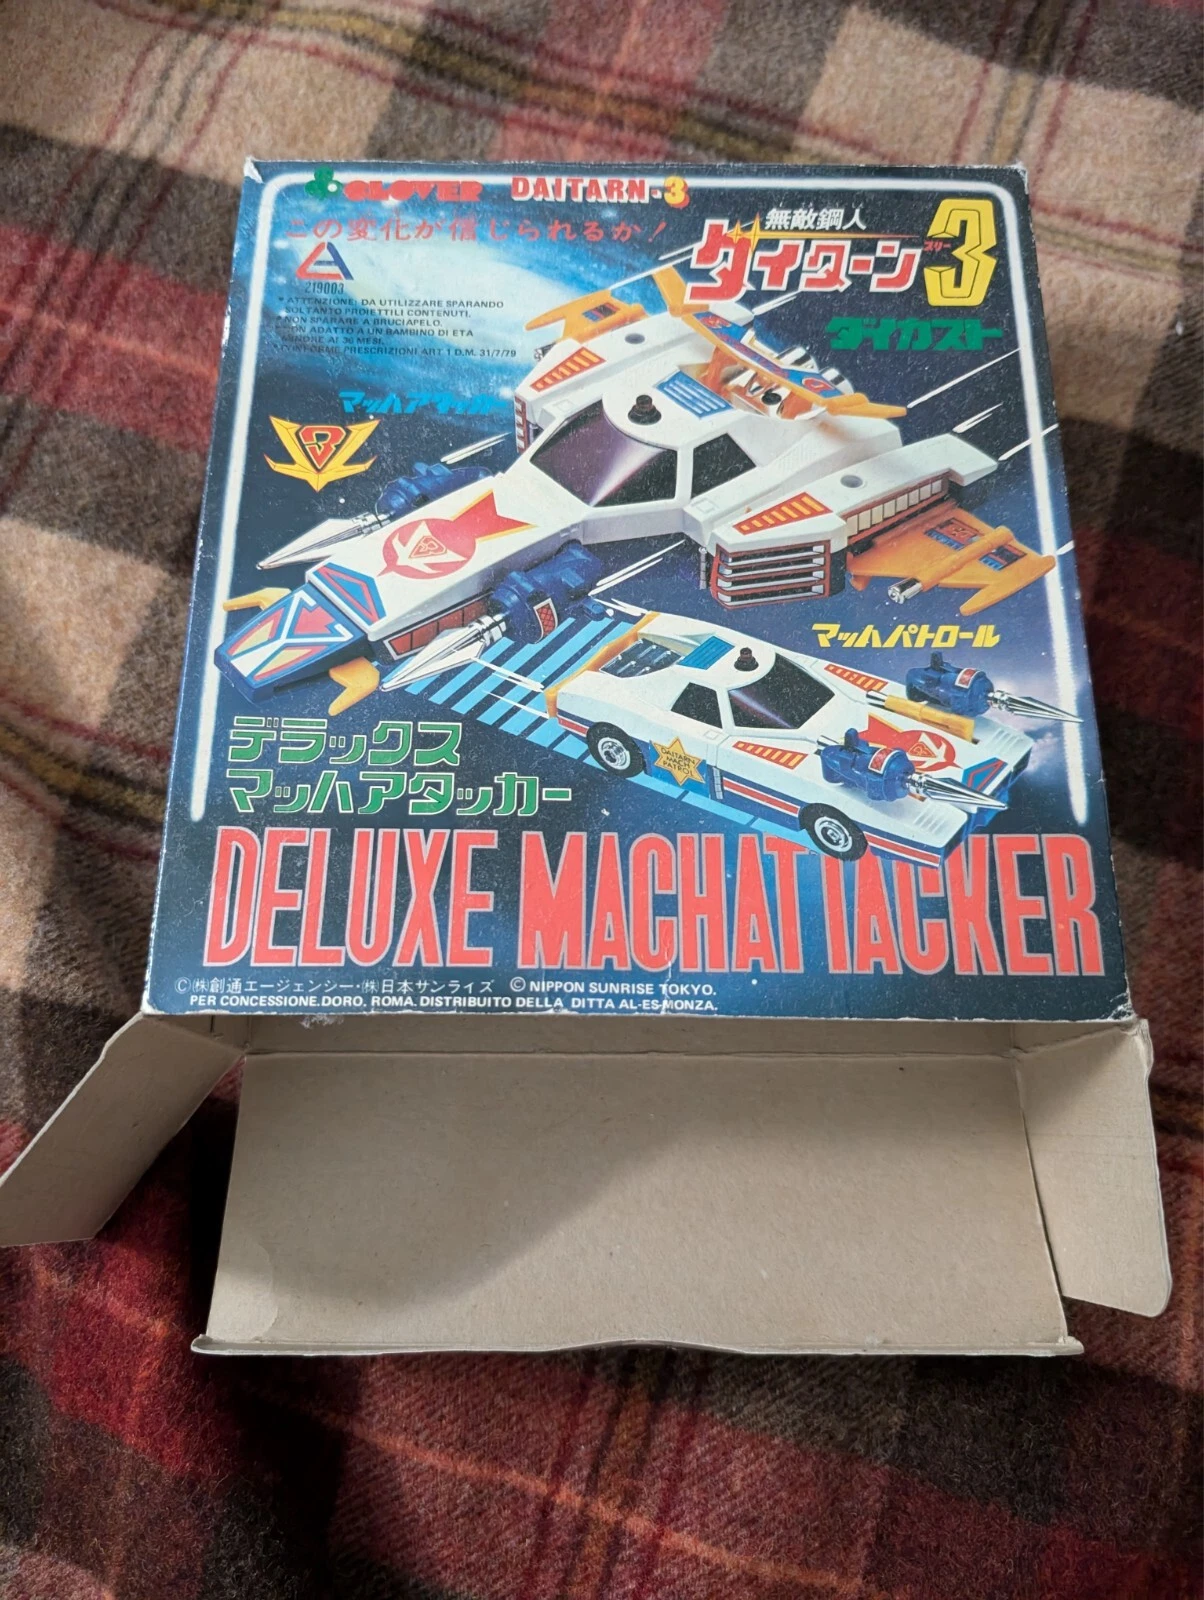 CLOVER DAITARN・3
この変化が信じられるか!
無敵鋼人
ダイターン3
スリー
ダイカスト
219003
* ATTENZIONE: DA UTILIZZARE SPARANDO
SOLTANTO PROIETTILI CONTENUTI.
* NON SPARARE A BRUCIAPELO.
* NON ADATTO A UN BAMBINO DI ETA
MINORE AI 36 MESI.
* CONFORME PRESCRIZIONI ART 1 D.M. 31/7/79
マッハアタッカー
3
マッハパトロール
DAITARN
MACH
PATROL
デラックス
マッハアタッカー
DELUXE MACHATTACKER
©㈱創通エージェンシー・㈱日本サンライズ © NIPPON SUNRISE TOKYO.
PER CONCESSIONE.DORO. ROMA. DISTRIBUITO DELLA DITTA AL-ES-MONZA.